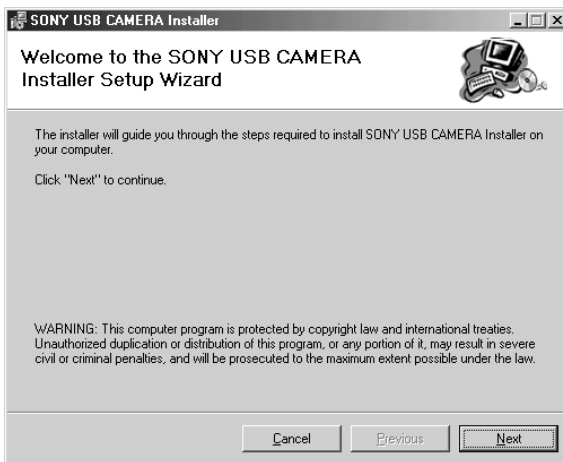 SONY USB CAMERA Installer
Welcome to the SONY USB CAMERA
Installer Setup Wizard
The installer will guide you through the steps required to install SONY USB CAMERA Installer on
your computer.
Click "Next" to continue.
WARNING: This computer program is protected by copyright law and international treaties.
Unauthorized duplication or distribution of this program, or any portion of it, may result in severe
civil or criminal penalties, and will be prosecuted to the maximum extent possible under the law.
Cancel
Previous
Next